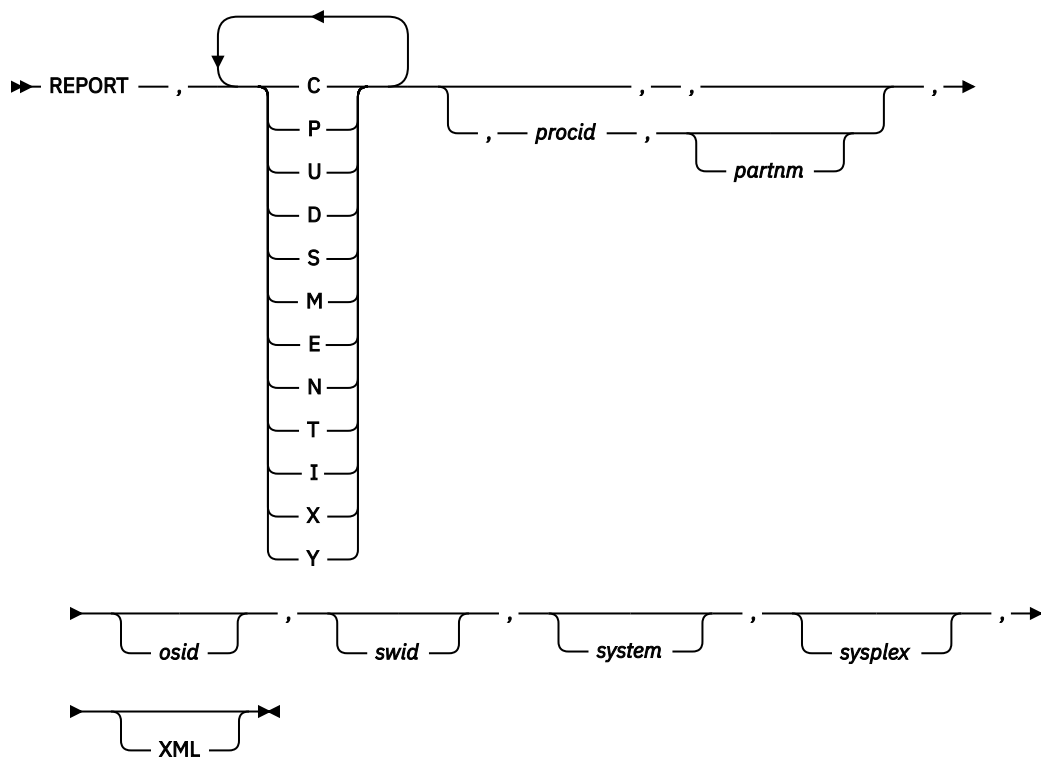 REPORT , C , , ,
P , procid ,
U partnm
D
S
M
E
N
T
I
X
Y
, , , ,
osid swid system sysplex
XML